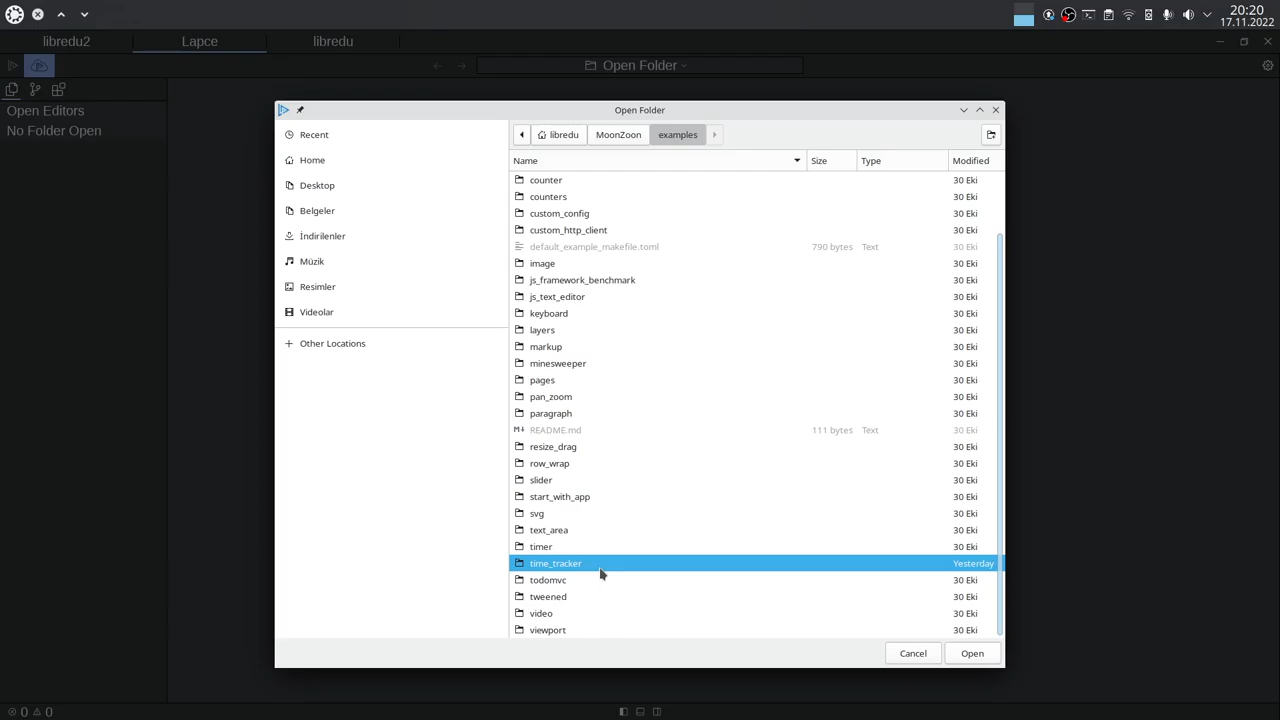 20:20
17.11.2022
libredu2
Lapce
libredu
Open Folder
Open Editors
No Folder Open
Open Folder
Recent
Home
Desktop
Belgeler
İndirilenler
Müzik
Resimler
Videolar
Other Locations
libredu MoonZoon examples
Name Size Type Modified
counter 30 Eki
counters 30 Eki
custom_config 30 Eki
custom_http_client 30 Eki
default_example_makefile.toml 790 bytes Text 30 Eki
image 30 Eki
js_framework_benchmark 30 Eki
js_text_editor 30 Eki
keyboard 30 Eki
layers 30 Eki
markup 30 Eki
minesweeper 30 Eki
pages 30 Eki
pan_zoom 30 Eki
paragraph 30 Eki
README.md 111 bytes Text 30 Eki
resize_drag 30 Eki
row_wrap 30 Eki
slider 30 Eki
start_with_app 30 Eki
svg 30 Eki
text_area 30 Eki
timer 30 Eki
time_tracker Yesterday
todomvc 30 Eki
tweened 30 Eki
video 30 Eki
viewport 30 Eki
Cancel Open
0 0